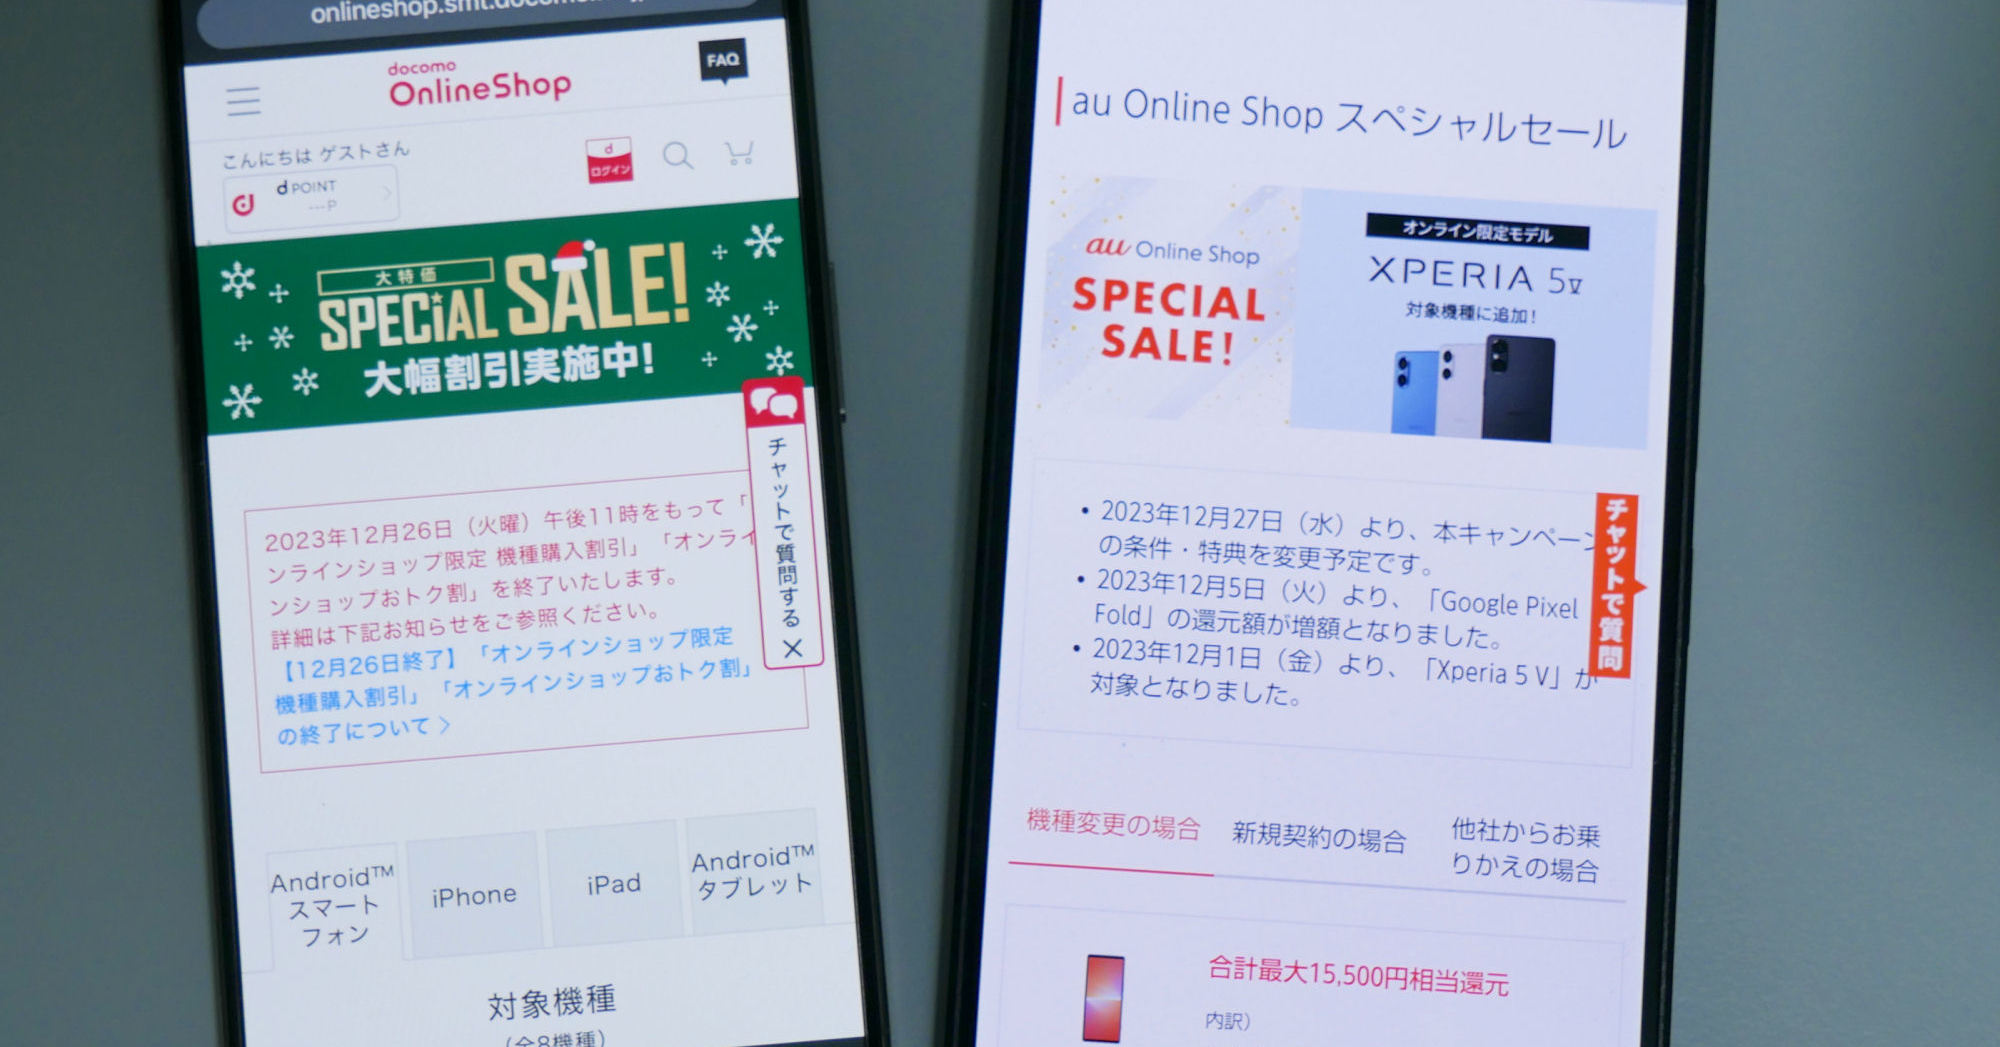 onlineshop.smt.docomo
docomo
OnlineShop
FAQ
こんにちは ゲストさん
d POINT
---P
d
ログイン
大特価
SPECIAL SALE!
大幅割引実施中!
2023年12月26日（火曜）午後11時をもって「
ンラインショップ限定 機種購入割引」「オンライ
ンショップおトク割」を終了いたします。
詳細は下記お知らせをご参照ください。
【12月26日終了】「オンラインショップ限定
機種購入割引」「オンラインショップおトク割」
の終了について >
チャットで質問する ×
Android™
スマート
フォン
iPhone
iPad
Android™
タブレット
対象機種
(全8機種)
au Online Shop スペシャルセール
au Online Shop
SPECIAL
SALE!
オンライン限定モデル
XPERIA 5V
対象機種に追加!
• 2023年12月27日（水）より、本キャンペーン
の条件・特典を変更予定です。
• 2023年12月5日（火）より、「Google Pixel
Fold」の還元額が増額となりました。
• 2023年12月1日（金）より、「Xperia 5 V」が
対象となりました。
チャットで質問
機種変更の場合
新規契約の場合
他社からお乗
りかえの場合
合計最大15,500円相当還元
内訳）